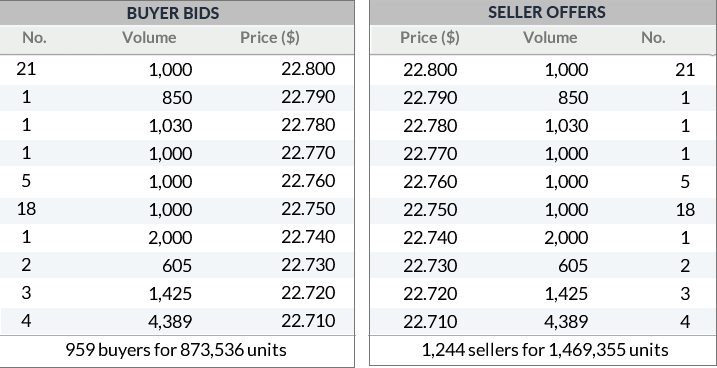 BUYER BIDS
No. Volume Price ($)
21 1,000 22.800
1 850 22.790
1 1,030 22.780
1 1,000 22.770
5 1,000 22.760
18 1,000 22.750
1 2,000 22.740
2 605 22.730
3 1,425 22.720
4 4,389 22.710
959 buyers for 873,536 units
SELLER OFFERS
Price ($) Volume No.
22.800 1,000 21
22.790 850 1
22.780 1,030 1
22.770 1,000 1
22.760 1,000 5
22.750 1,000 18
22.740 2,000 1
22.730 605 2
22.720 1,425 3
22.710 4,389 4
1,244 sellers for 1,469,355 units